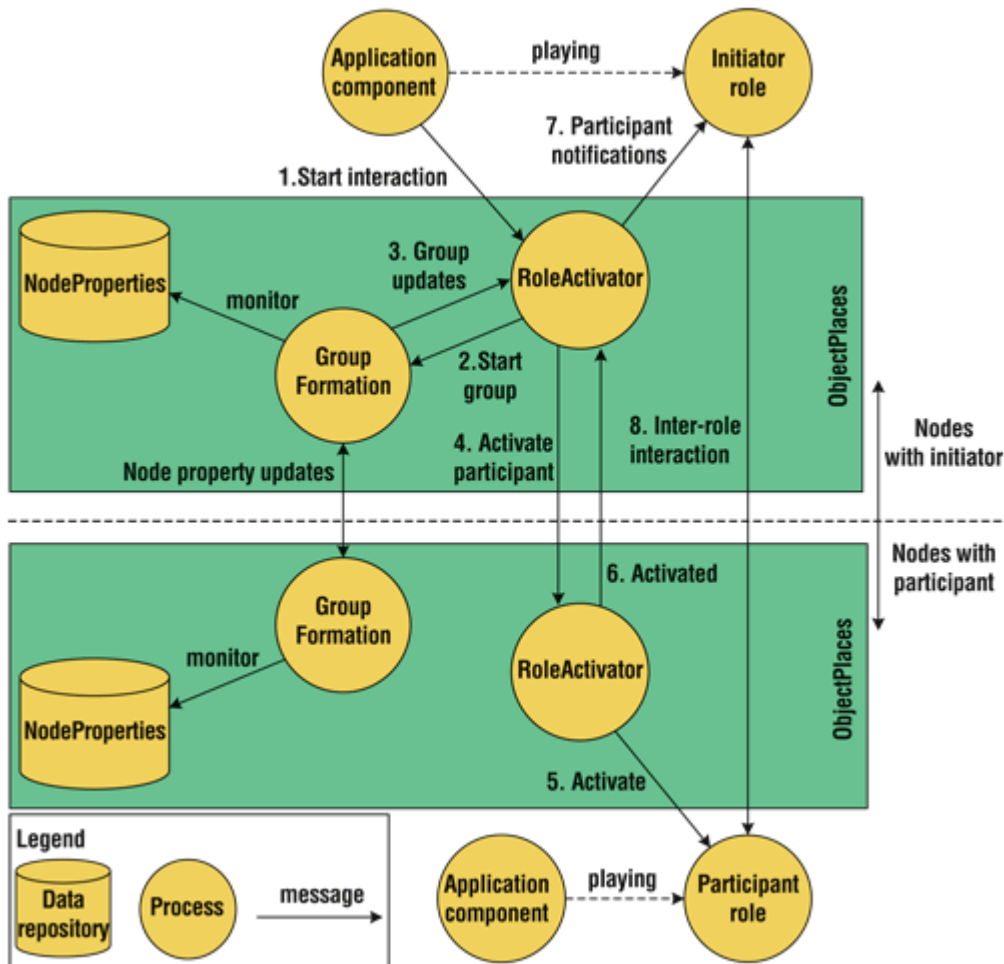 Application
component
playing
Initiator
role
7. Participant
notifications
1.Start interaction
NodeProperties
monitor
3. Group
updates
RoleActivator
Group
Formation
2.Start
group
ObjectPlaces
4. Activate
participant
8. Inter-role
interaction
Node property updates
Nodes
with initiator
Nodes with
participant
Group
Formation
6. Activated
monitor
RoleActivator
NodeProperties
ObjectPlaces
5. Activate
Legend
Data
repository
Process
message
Application
component
playing
Participant
role